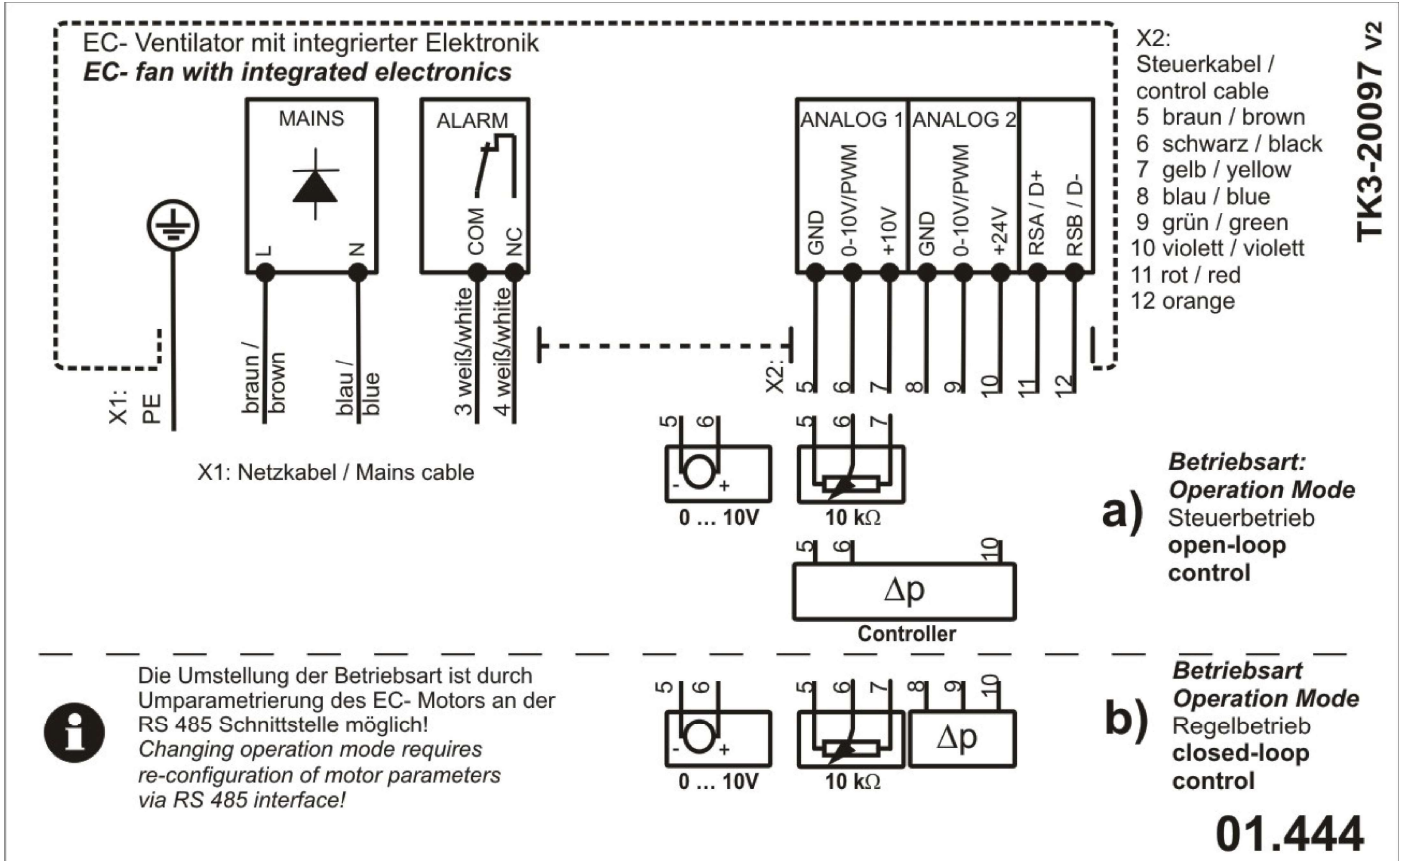 EC- Ventilator mit integrierter Elektronik
EC- fan with integrated electronics
MAINS
L
N
ALARM
COM
NC
ANALOG 1
ANALOG 2
GND
0-10V/PWM
+10V
GND
0-10V/PWM
+24V
RSA / D+
RSB / D-
X2:
Steuerkabel /
control cable
5 braun / brown
6 schwarz / black
7 gelb / yellow
8 blau / blue
9 grün / green
10 violett / violett
11 rot / red
12 orange
TK3-20097 V2
X1:
PE
braun /
brown
blau /
blue
3 weiß/white
4 weiß/white
X2:
5
6
7
8
9
10
11
12
X1: Netzkabel / Mains cable
5
6
- +
0 ... 10V
5
6
7
10 kΩ
a)
Betriebsart:
Operation Mode
Steuerbetrieb
open-loop
control
5
6
10
Δp
Controller
Die Umstellung der Betriebsart ist durch
Umparametrierung des EC- Motors an der
RS 485 Schnittstelle möglich!
Changing operation mode requires
re-configuration of motor parameters
via RS 485 interface!
i
5
6
- +
0 ... 10V
5
6
7
10 kΩ
8
9
10
Δp
b)
Betriebsart
Operation Mode
Regelbetrieb
closed-loop
control
01.444